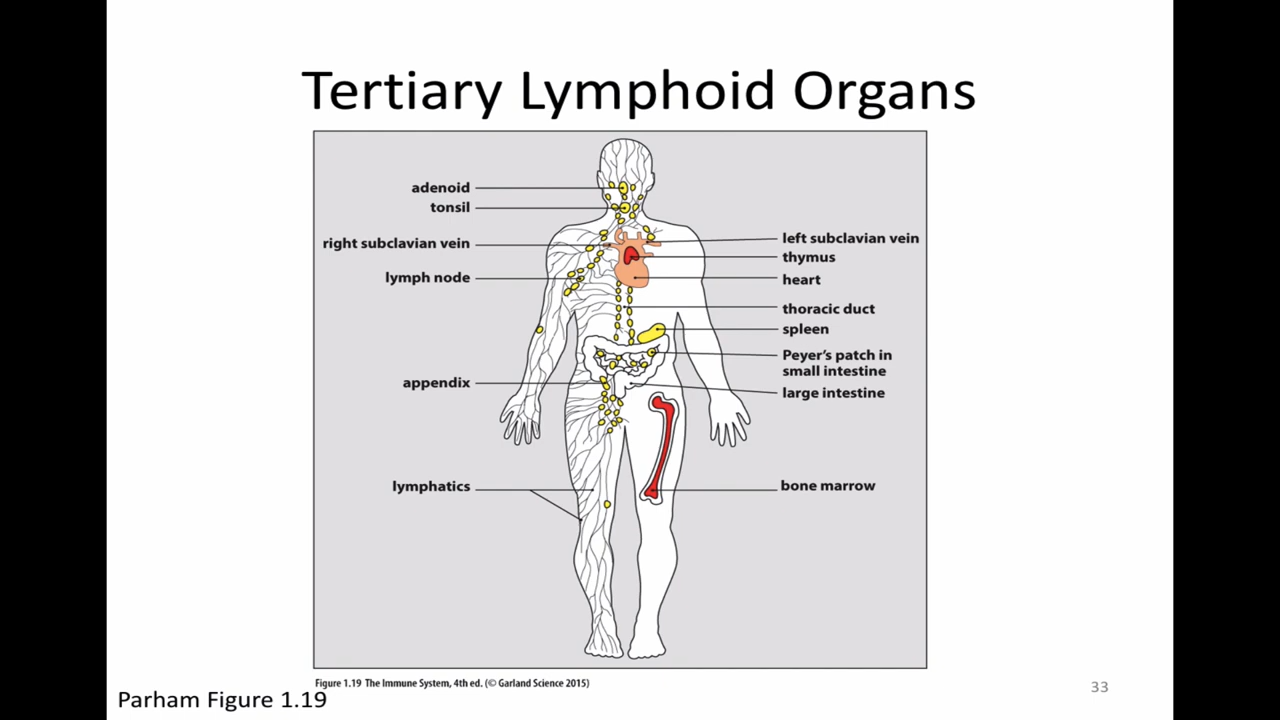 Tertiary Lymphoid Organs
adenoid
tonsil
right subclavian vein
lymph node
appendix
lymphatics
left subclavian vein
thymus
heart
thoracic duct
spleen
Peyer's patch in
small intestine
large intestine
bone marrow
Figure 1.19 The Immune System, 4th ed. (© Garland Science 2015)
Parham Figure 1.19
33